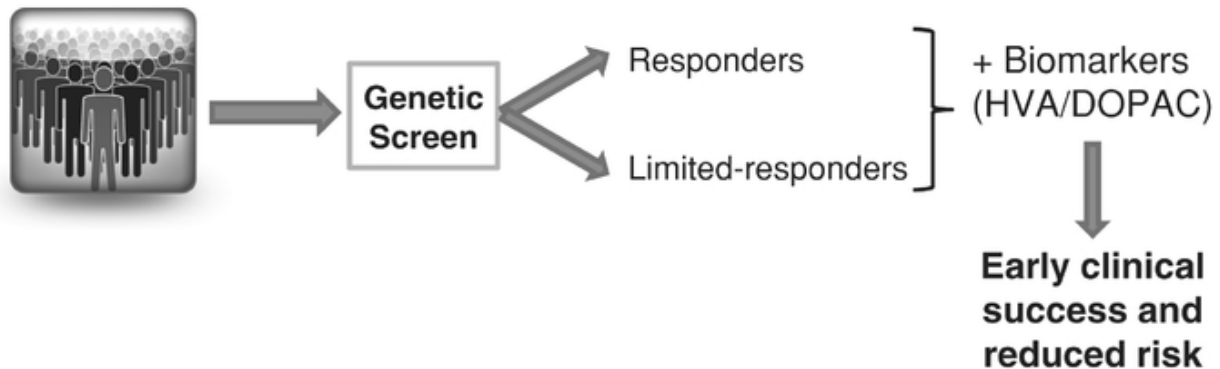 Genetic
Screen
Responders
Limited-responders
+ Biomarkers
(HVA/DOPAC)
Early clinical
success and
reduced risk